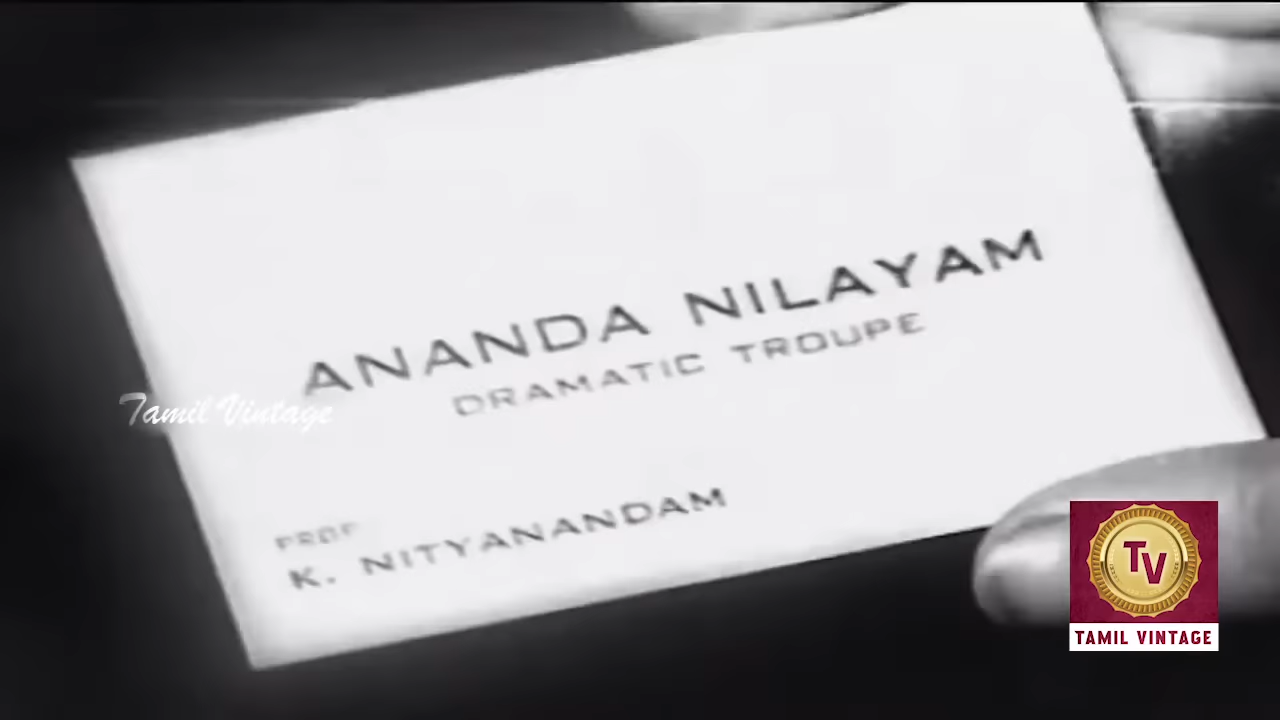 ANANDA NILAYAM
DRAMATIC TROUPE
Tamil Vintage
PROP
K. NITYANANDAM
TV
TAMIL VINTAGE